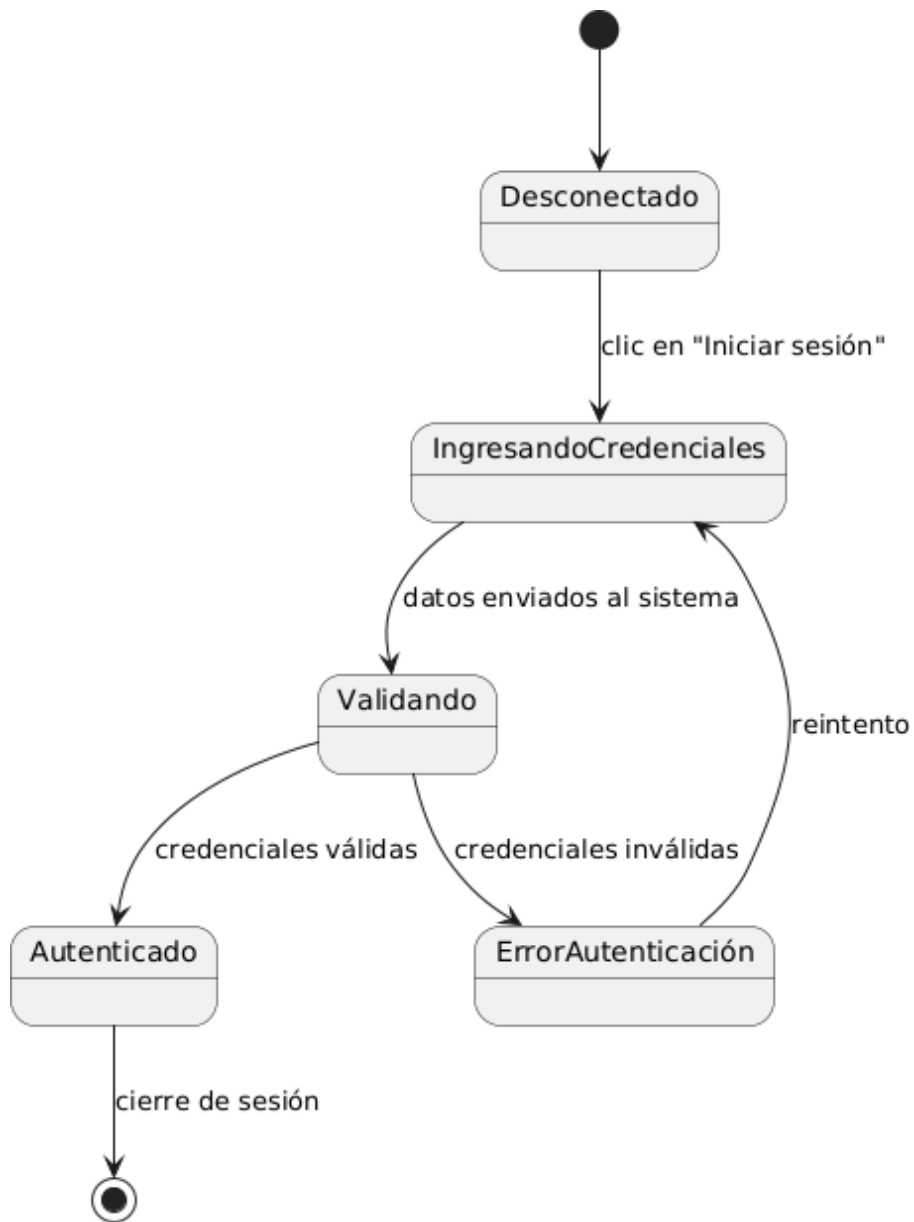 Desconectado
clic en "Iniciar sesión"
IngresandoCredenciales
datos enviados al sistema
Validando
reintento
credenciales válidas
credenciales inválidas
Autenticado
ErrorAutenticación
cierre de sesión